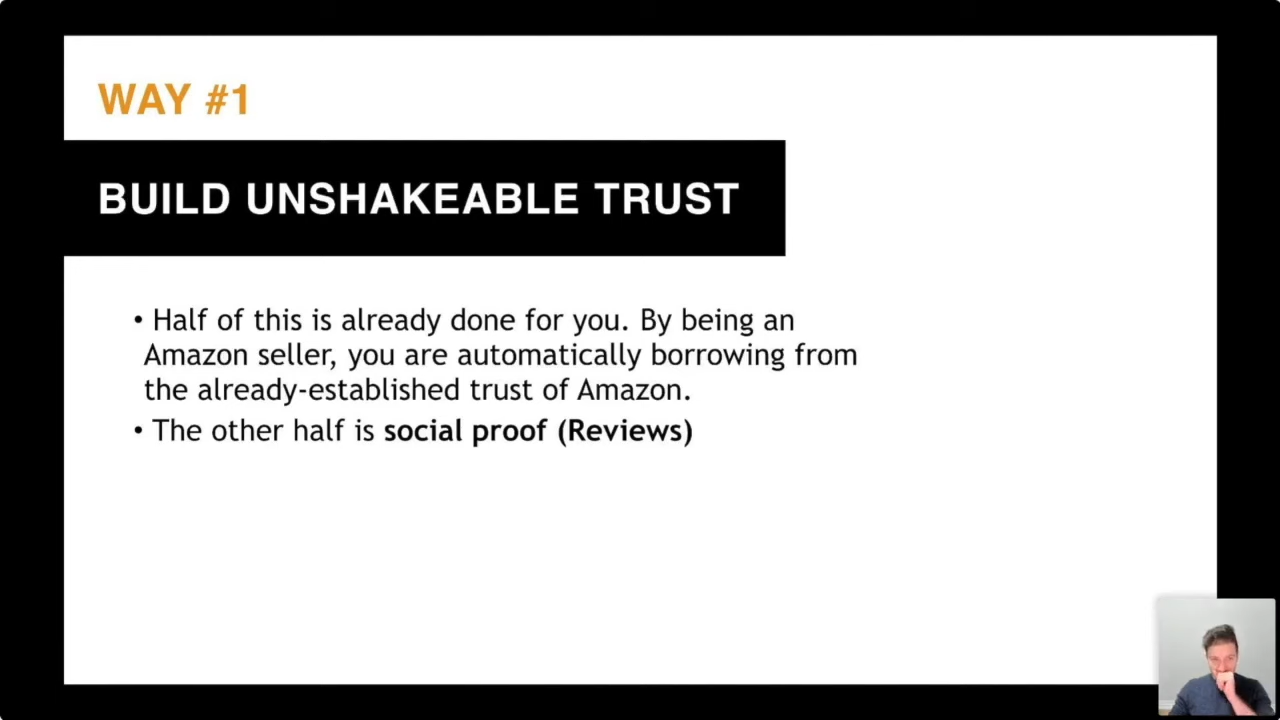 WAY #1
BUILD UNSHAKEABLE TRUST
• Half of this is already done for you. By being an
Amazon seller, you are automatically borrowing from
the already-established trust of Amazon.
• The other half is social proof (Reviews)